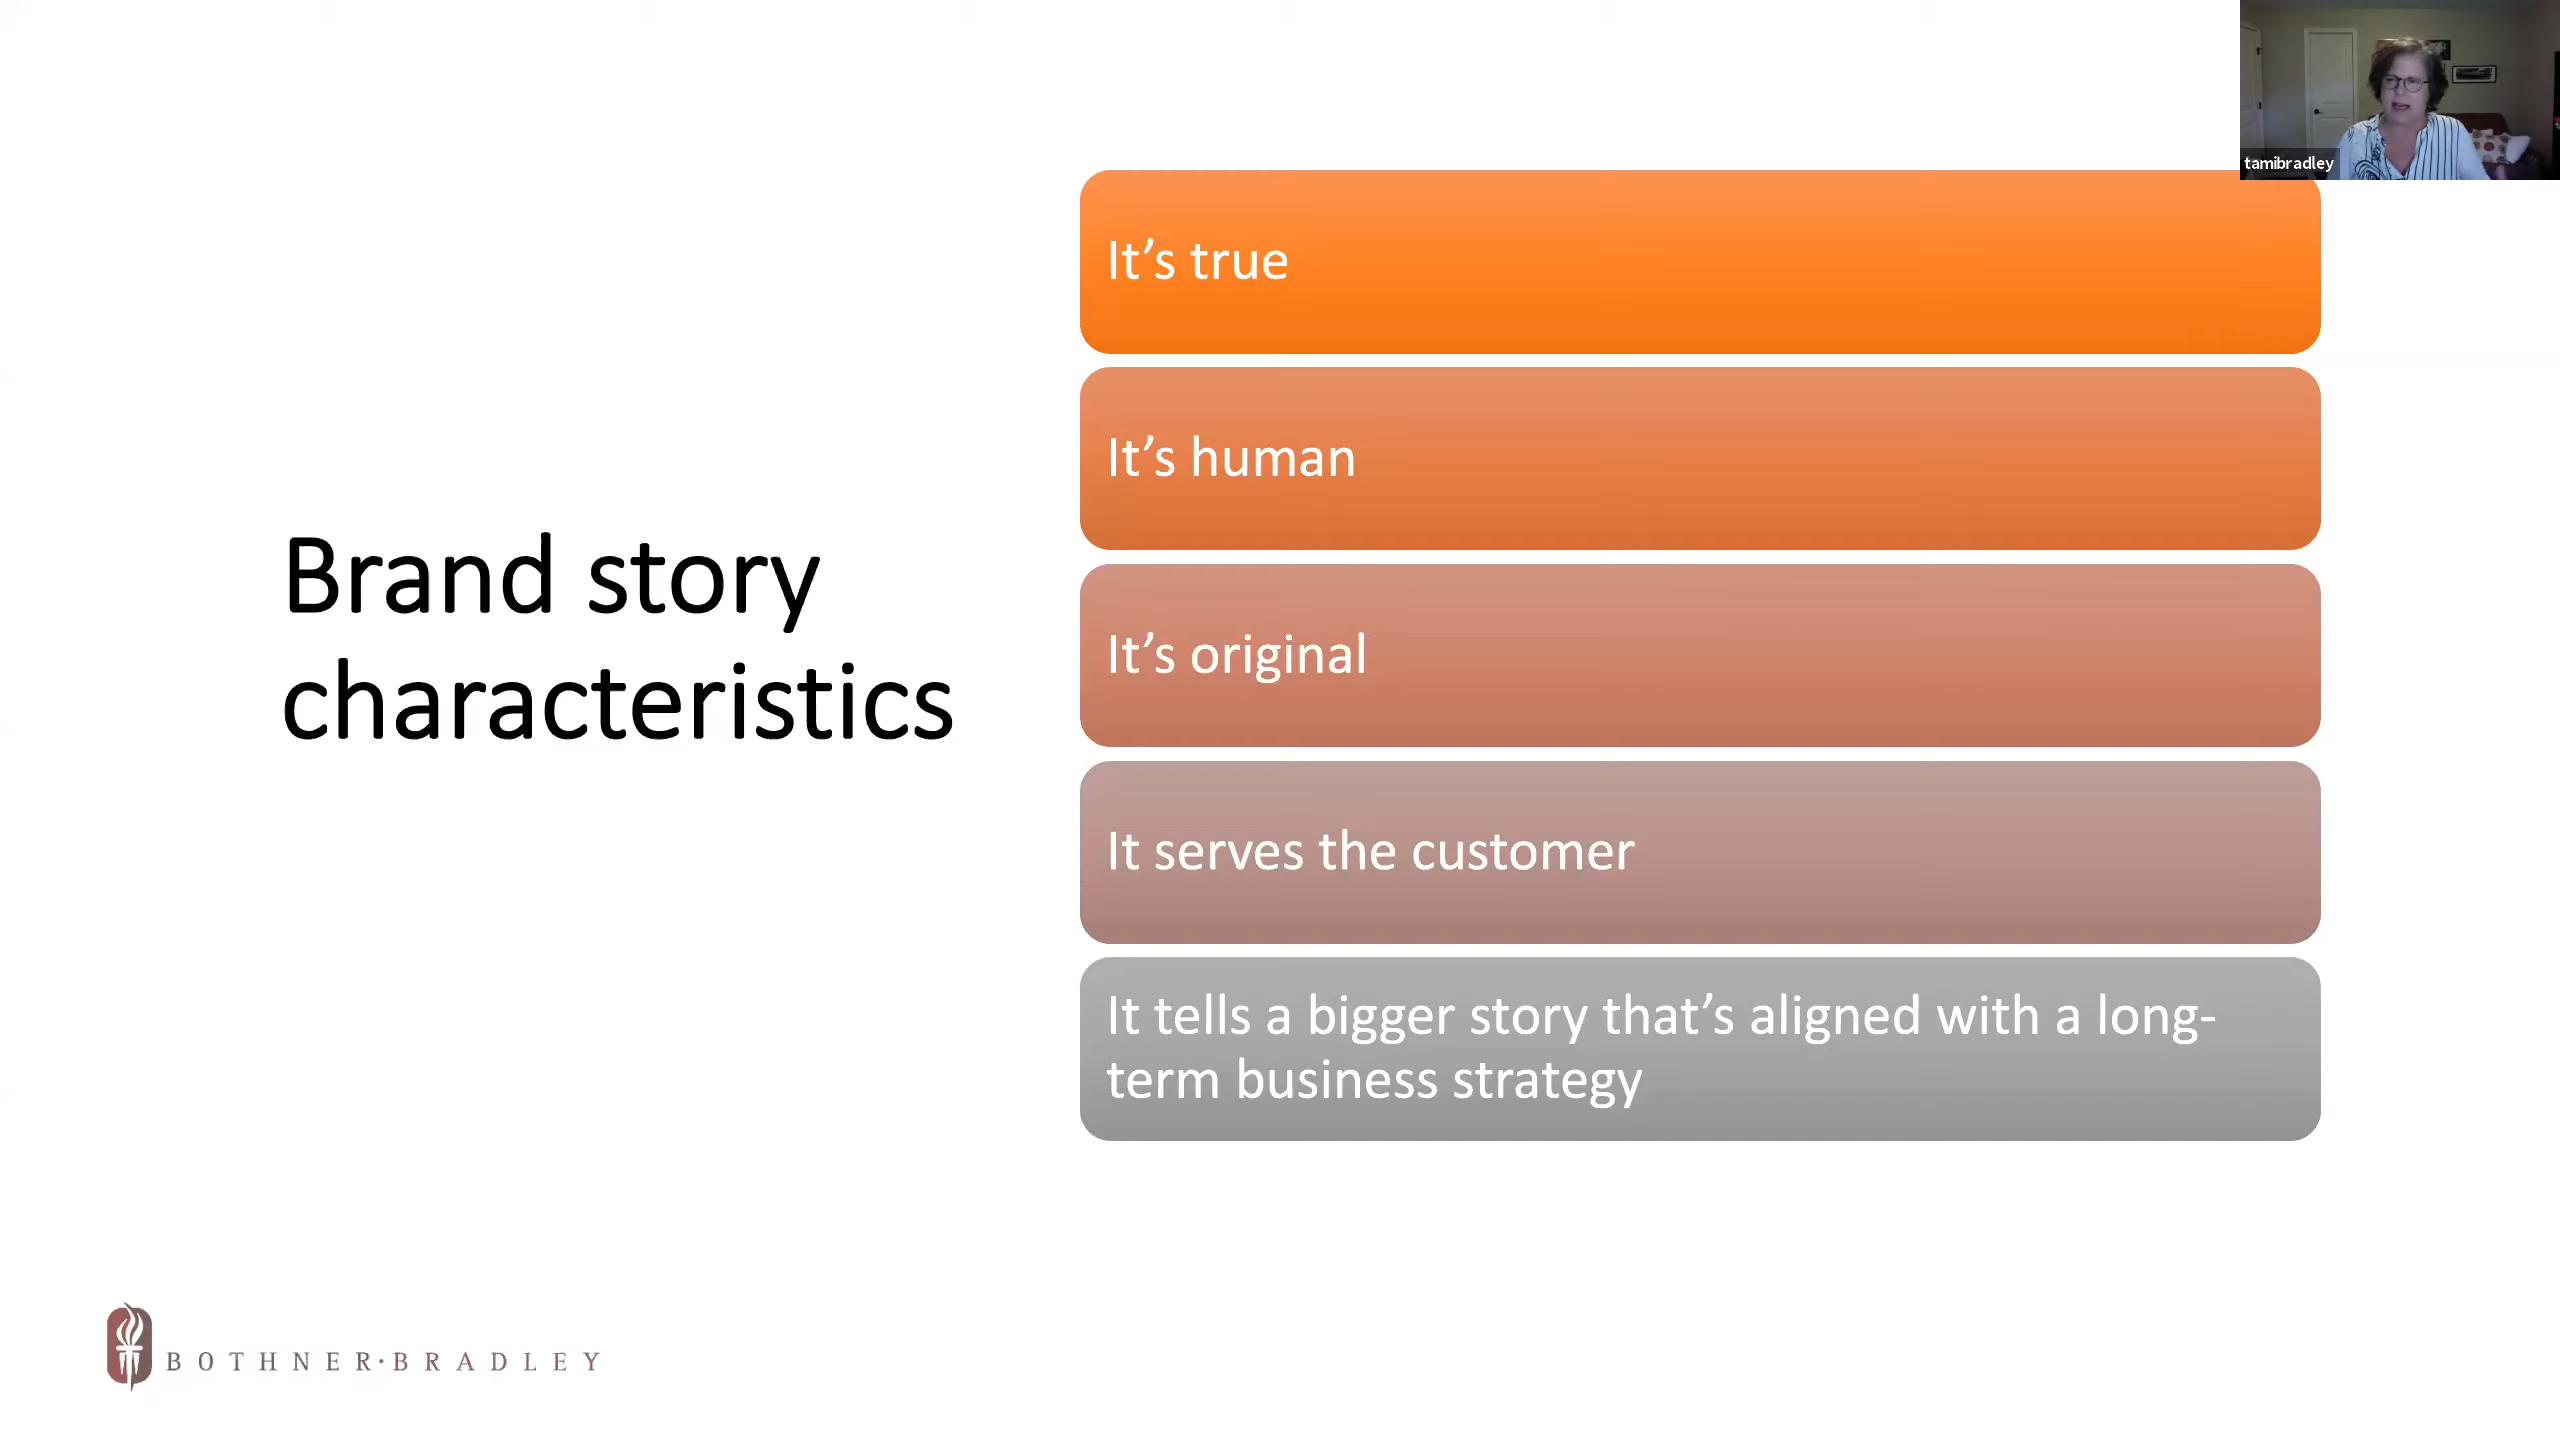 tamibradley
Brand story
characteristics
It’s true
It’s human
It’s original
It serves the customer
It tells a bigger story that’s aligned with a long-
term business strategy
BOTHNER·BRADLEY